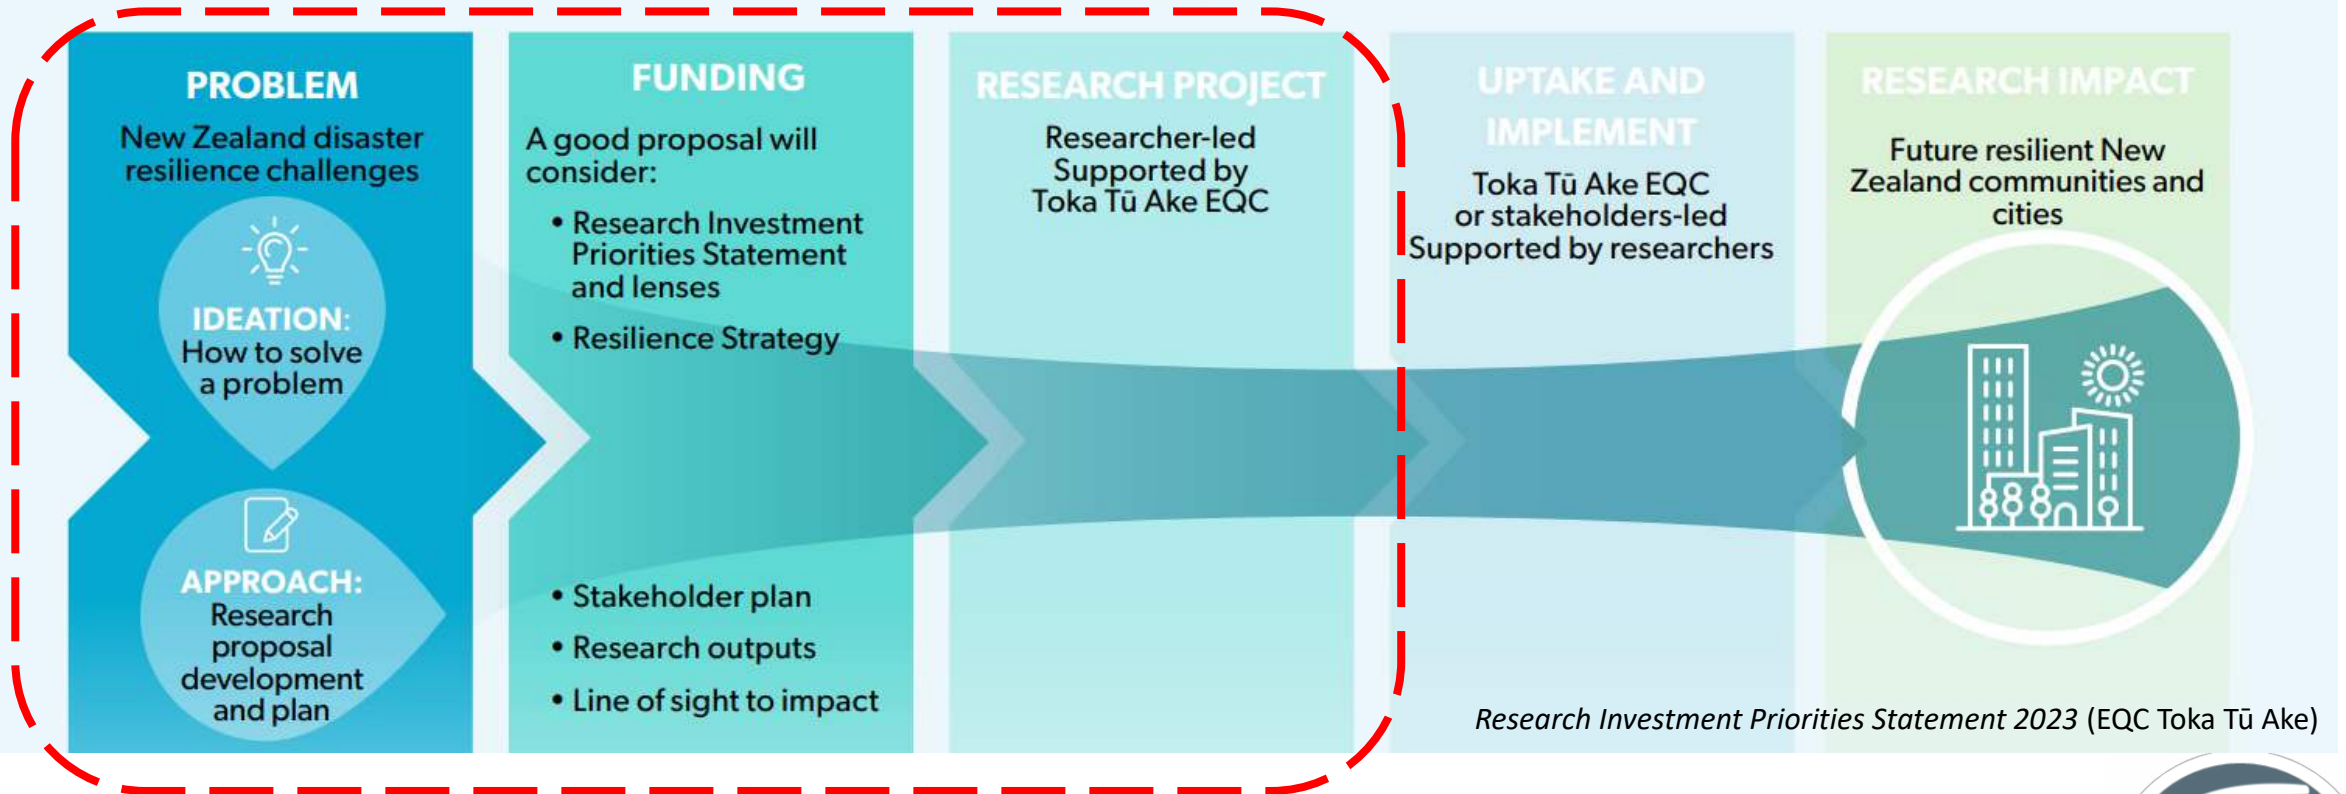 PROBLEM
New Zealand disaster
resilience challenges
IDEATION:
How to solve
a problem
APPROACH:
Research
proposal
development
and plan
FUNDING
A good proposal will
consider:
• Research Investment
Priorities Statement
and lenses
• Resilience Strategy
• Stakeholder plan
• Research outputs
• Line of sight to impact
RESEARCH PROJECT
Researcher-led
Supported by
Toka Tū Ake EQC
UPTAKE AND
IMPLEMENT
Toka Tū Ake EQC
or stakeholders-led
Supported by researchers
RESEARCH IMPACT
Future resilient New
Zealand communities and
cities
Research Investment Priorities Statement 2023 (EQC Toka Tū Ake)